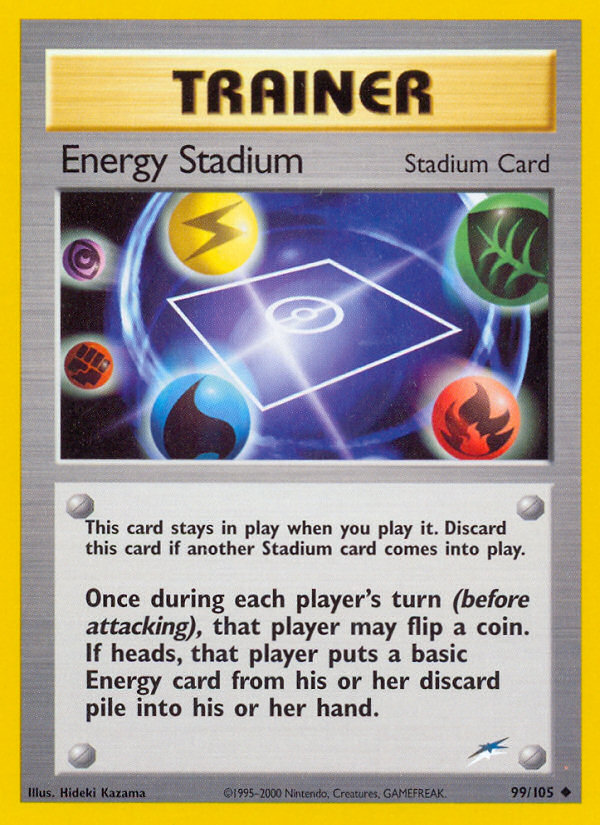 TRAINER
Energy Stadium Stadium Card
This card stays in play when you play it. Discard
this card if another Stadium card comes into play.
Once during each player's turn (before
attacking), that player may flip a coin.
If heads, that player puts a basic
Energy card from his or her discard
pile into his or her hand.
Illus. Hideki Kazama ©1995-2000 Nintendo, Creatures, GAMEFREAK. 99/105 ◆